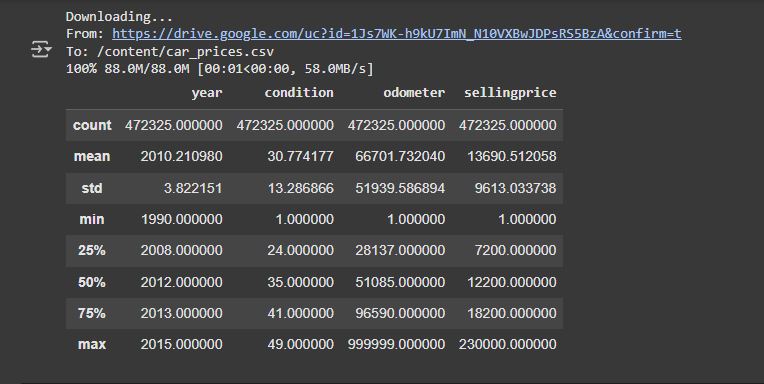 Downloading...
From: https://drive.google.com/uc?id=1Js7WK-h9kU7ImN_N10VXBwJDPsRS5BzA&confirm=t
To: /content/car_prices.csv
100% 88.0M/88.0M [00:01<00:00, 58.0MB/s]
year condition odometer sellingprice
count 472325.000000 472325.000000 472325.000000 472325.000000
mean 2010.210980 30.774177 66701.732040 13690.512058
std 3.822151 13.286866 51939.586894 9613.033738
min 1990.000000 1.000000 1.000000 1.000000
25% 2008.000000 24.000000 28137.000000 7200.000000
50% 2012.000000 35.000000 51085.000000 12200.000000
75% 2013.000000 41.000000 96590.000000 18200.000000
max 2015.000000 49.000000 999999.000000 230000.000000